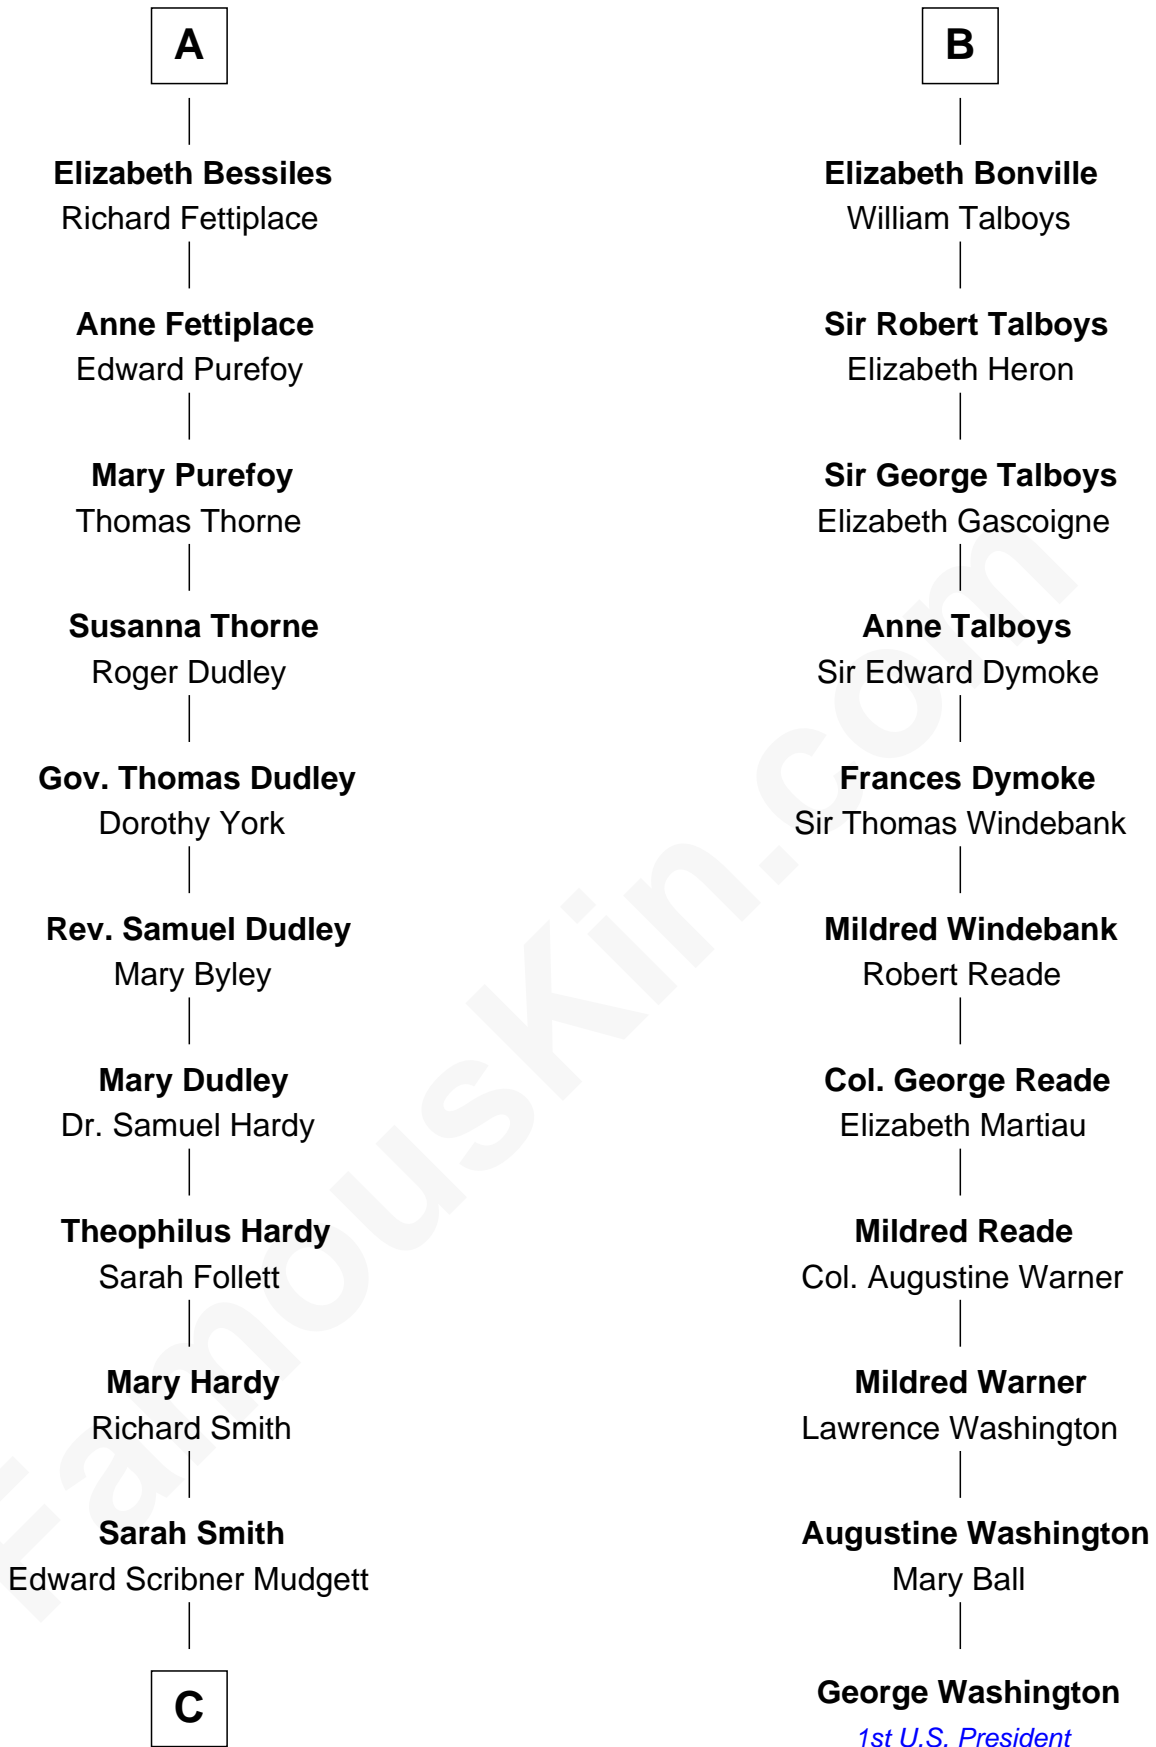 A
Elizabeth Bessiles
Richard Fettiplace
Anne Fettiplace
Edward Purefoy
Mary Purefoy
Thomas Thorne
Susanna Thorne
Roger Dudley
Gov. Thomas Dudley
Dorothy York
Rev. Samuel Dudley
Mary Byley
Mary Dudley
Dr. Samuel Hardy
Theophilus Hardy
Sarah Follett
Mary Hardy
Richard Smith
Sarah Smith
Edward Scribner Mudgett
C
B
Elizabeth Bonville
William Talboys
Sir Robert Talboys
Elizabeth Heron
Sir George Talboys
Elizabeth Gascoigne
Anne Talboys
Sir Edward Dymoke
Frances Dymoke
Sir Thomas Windebank
Mildred Windebank
Robert Reade
Col. George Reade
Elizabeth Martiau
Mildred Reade
Col. Augustine Warner
Mildred Warner
Lawrence Washington
Augustine Washington
Mary Ball
George Washington
1st U.S. President
FamousKin.com